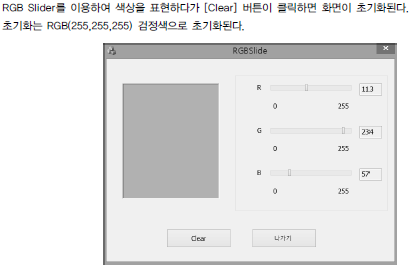 RGB Slider를 이용하여 색상을 표현하다가 [Clear] 버튼이 클릭하면 화면이 초기화된다.
초기화는 RGB(255,255,255) 검정색으로 초기화된다.
RGBSlide
R
113
0 255
G
234
0 255
B
57
0 255
Clear
나가기